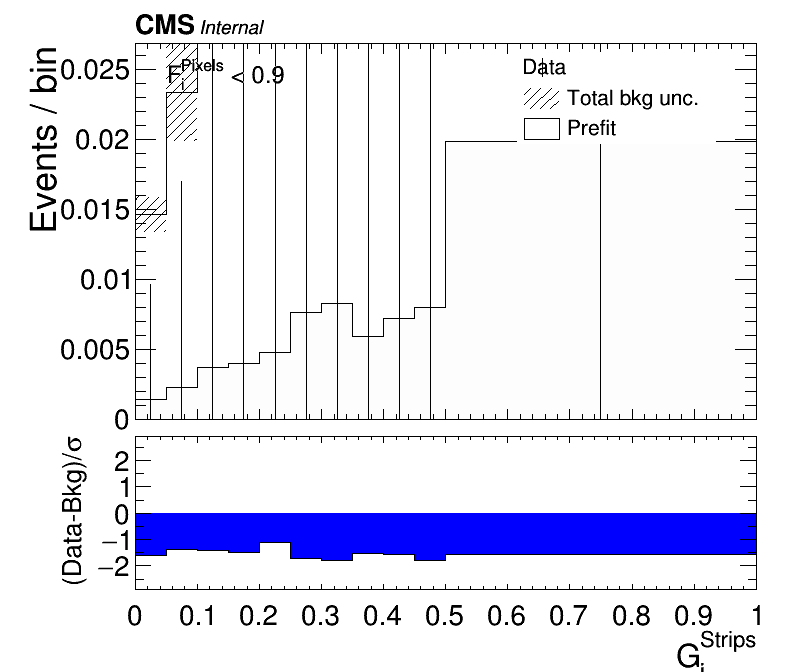 CMS Internal
F_i^Pixels < 0.9
Data
Total bkg unc.
Prefit
Events / bin
0.025
0.02
0.015
0.01
0.005
0
(Data-Bkg)/σ
2
1
0
−1
−2
0 0.1 0.2 0.3 0.4 0.5 0.6 0.7 0.8 0.9 1
G_i^Strips